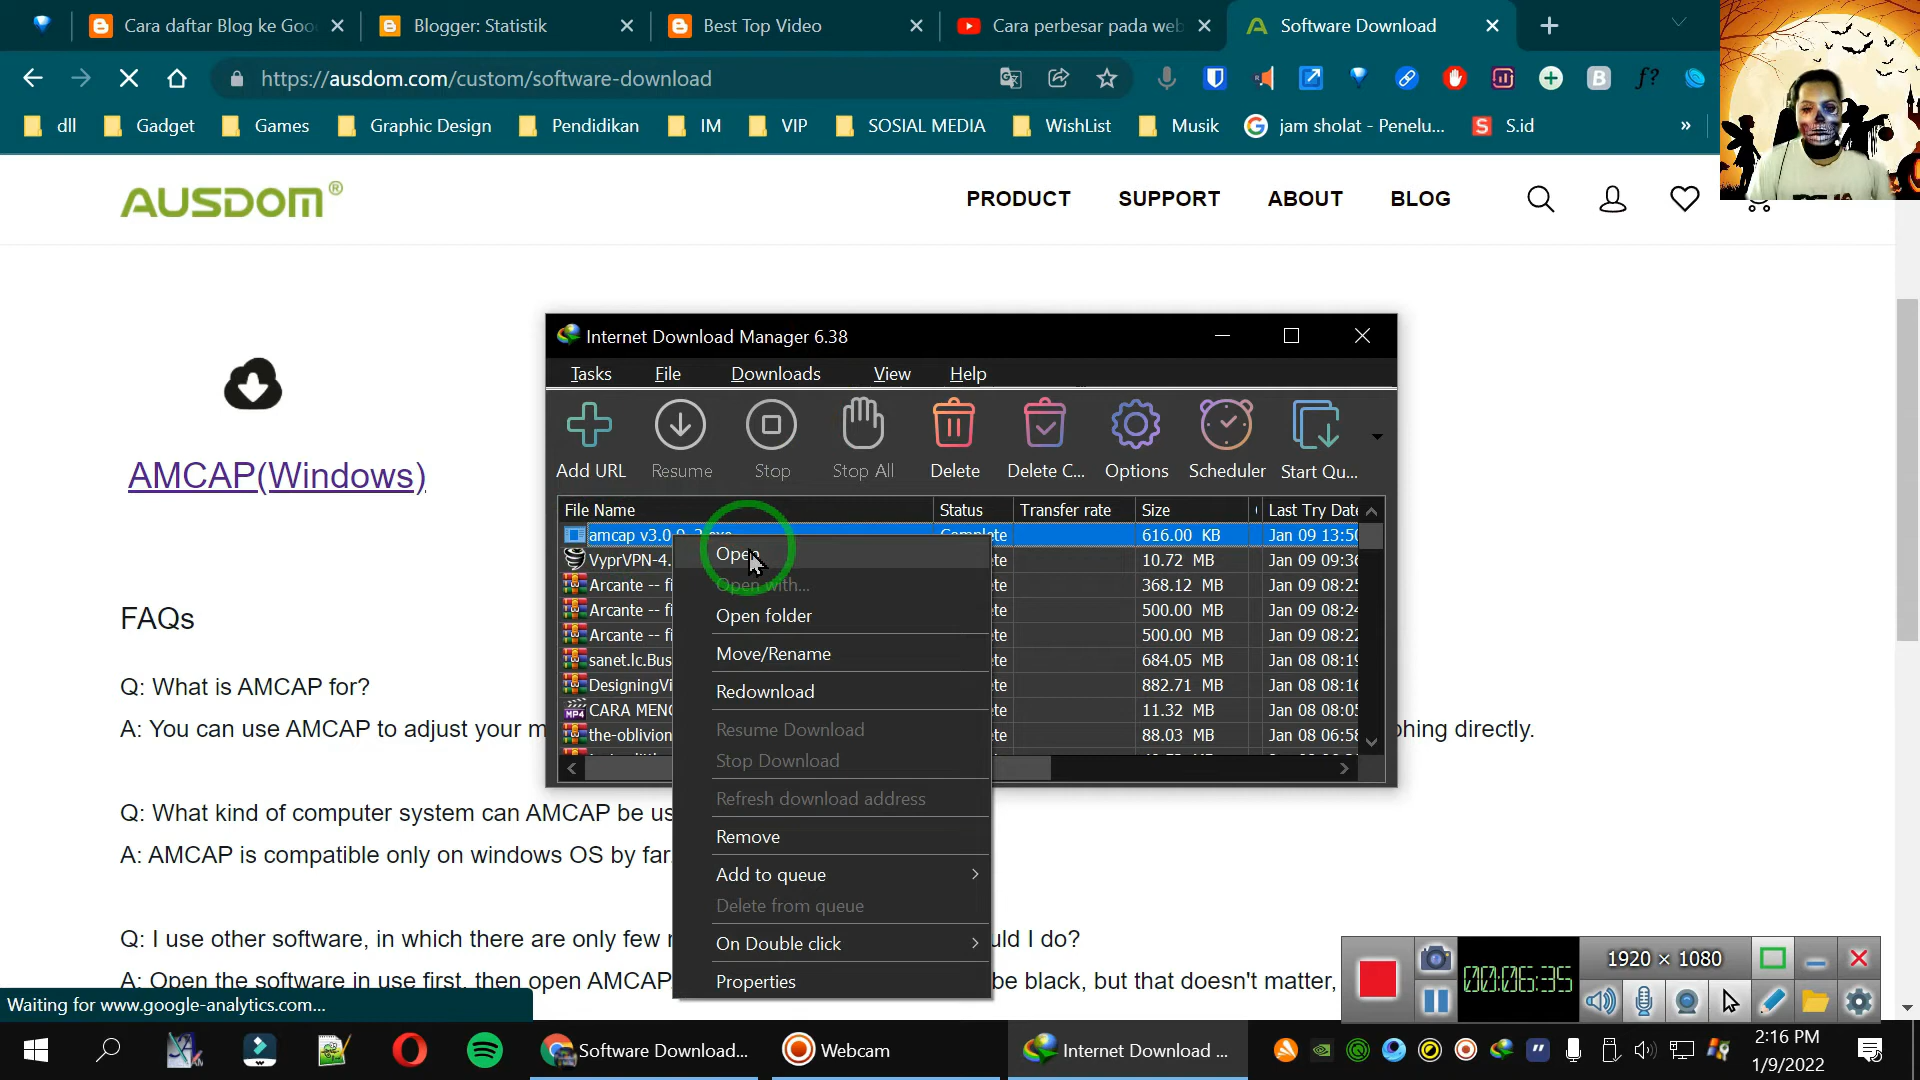 Cara daftar Blog ke Goo
Blogger: Statistik
Best Top Video
Cara perbesar pada web
Software Download
https://ausdom.com/custom/software-download
dll
Gadget
Games
Graphic Design
Pendidikan
IM
VIP
SOSIAL MEDIA
WishList
Musik
jam sholat - Penelu...
S.id
»
AUSDOM®
PRODUCT
SUPPORT
ABOUT
BLOG
AMCAP(Windows)
FAQs
Q: What is AMCAP for?
A: You can use AMCAP to adjust your m
phing directly.
Q: What kind of computer system can AMCAP be us
A: AMCAP is compatible only on windows OS by far.
Q: I use other software, in which there are only few
uld I do?
A: Open the software in use first, then open AMCAP
be black, but that doesn't matter,
Internet Download Manager 6.38
Tasks
File
Downloads
View
Help
Add URL
Resume
Stop
Stop All
Delete
Delete C...
Options
Scheduler
Start Qu...
File Name
Status
Transfer rate
Size
Last Try Date
amcap v3.0.9
Complete
616.00 KB
Jan 09 13:50
VyprVPN-4.
te
10.72 MB
Jan 09 09:36
Arcante -- fi
te
368.12 MB
Jan 09 08:25
Arcante -- fi
te
500.00 MB
Jan 09 08:24
Arcante -- fi
te
500.00 MB
Jan 09 08:22
sanet.lc.Bus
te
684.05 MB
Jan 08 08:19
DesigningVi
te
882.71 MB
Jan 08 08:16
CARA MENC
te
11.32 MB
Jan 08 08:05
the-oblivion
te
88.03 MB
Jan 08 06:58
Open
Open with...
Open folder
Move/Rename
Redownload
Resume Download
Stop Download
Refresh download address
Remove
Add to queue
Delete from queue
On Double click
Properties
00:06:35
1920 × 1080
Waiting for www.google-analytics.com...
Software Download...
Webcam
Internet Download ...
2:16 PM
1/9/2022